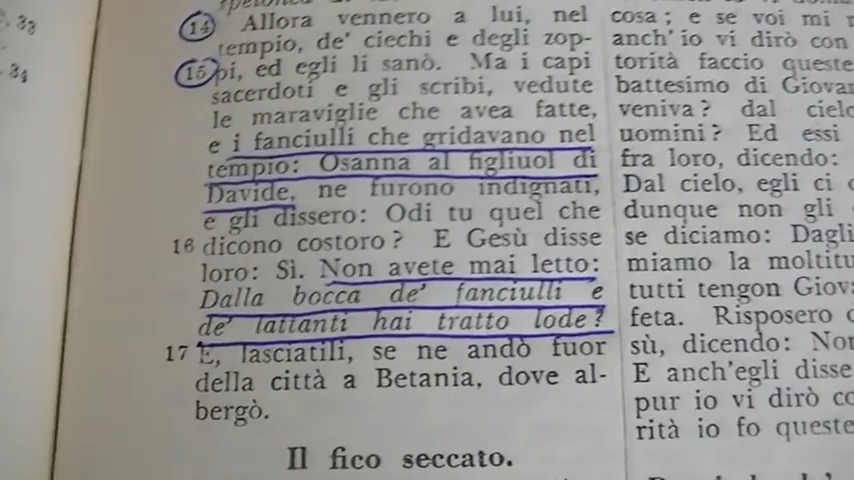 33
34
spelonca
14 Allora vennero a lui, nel
tempio, de' ciechi e degli zop-
15 pi, ed egli li sanò. Ma i capi
sacerdoti e gli scribi, vedute
le maraviglie che avea fatte,
e i fanciulli che gridavano nel
tempio: Osanna al figliuol di
Davide, ne furono indignati,
e gli dissero: Odi tu quel che
16 dicono costoro? E Gesù disse
loro: Sì. Non avete mai letto:
Dalla bocca de' fanciulli e
de' lattanti hai tratto lode?
17 E, lasciatili, se ne andò fuor
della città a Betania, dove al-
bergò.
Il fico seccato.
cosa; e se voi mi
anch'io vi dirò con
torità faccio queste
battesimo di Giovan
veniva? dal cielo
uomini? Ed essi
fra loro, dicendo:
Dal cielo, egli ci
dunque non gli
se diciamo: Dagli
miamo la moltitu
tutti tengon Giov
feta. Risposero
sù, dicendo: Non
E anch'egli disse
pur io vi dirò co
rità io fo queste